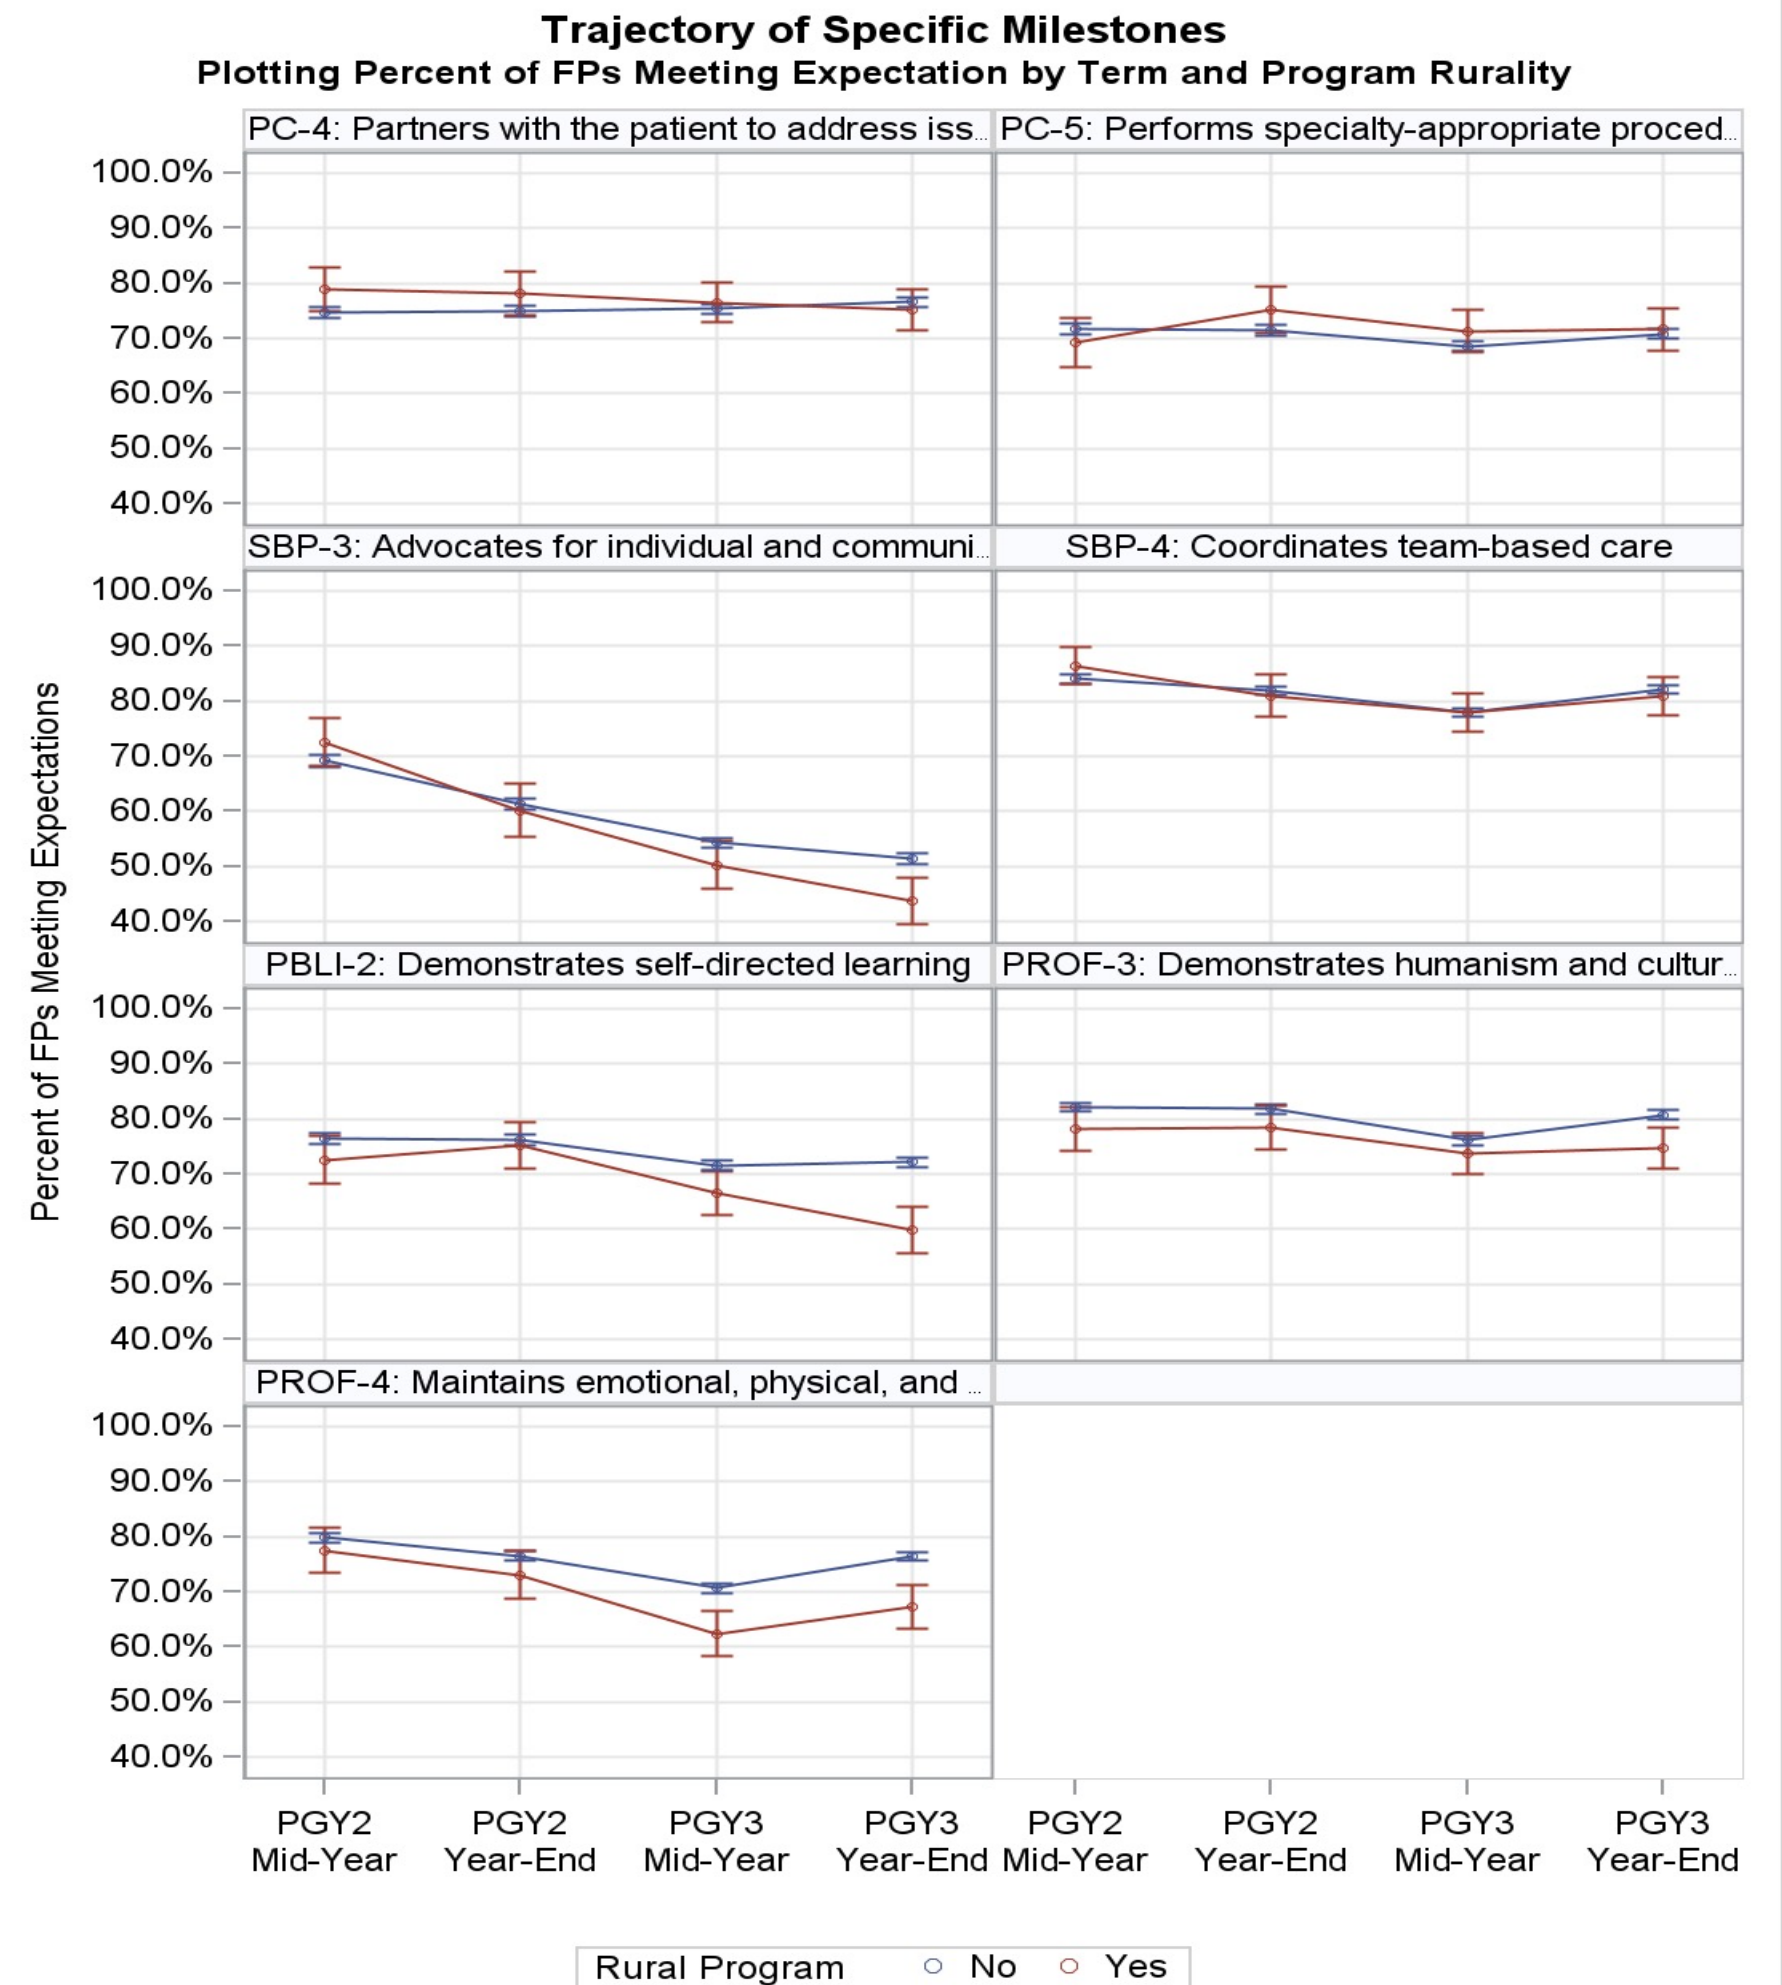 Trajectory of Specific Milestones
Plotting Percent of FPs Meeting Expectation by Term and Program Rurality
Percent of FPs Meeting Expectations
PC-4: Partners with the patient to address iss...
PC-5: Performs specialty-appropriate proced...
100.0%
90.0%
80.0%
70.0%
60.0%
50.0%
40.0%
SBP-3: Advocates for individual and communi...
SBP-4: Coordinates team-based care
100.0%
90.0%
80.0%
70.0%
60.0%
50.0%
40.0%
PBLI-2: Demonstrates self-directed learning
PROF-3: Demonstrates humanism and cultur...
100.0%
90.0%
80.0%
70.0%
60.0%
50.0%
40.0%
PROF-4: Maintains emotional, physical, and ...
100.0%
90.0%
80.0%
70.0%
60.0%
50.0%
40.0%
PGY2
Mid-Year
PGY2
Year-End
PGY3
Mid-Year
PGY3
Year-End
PGY2
Mid-Year
PGY2
Year-End
PGY3
Mid-Year
PGY3
Year-End
Rural Program No Yes